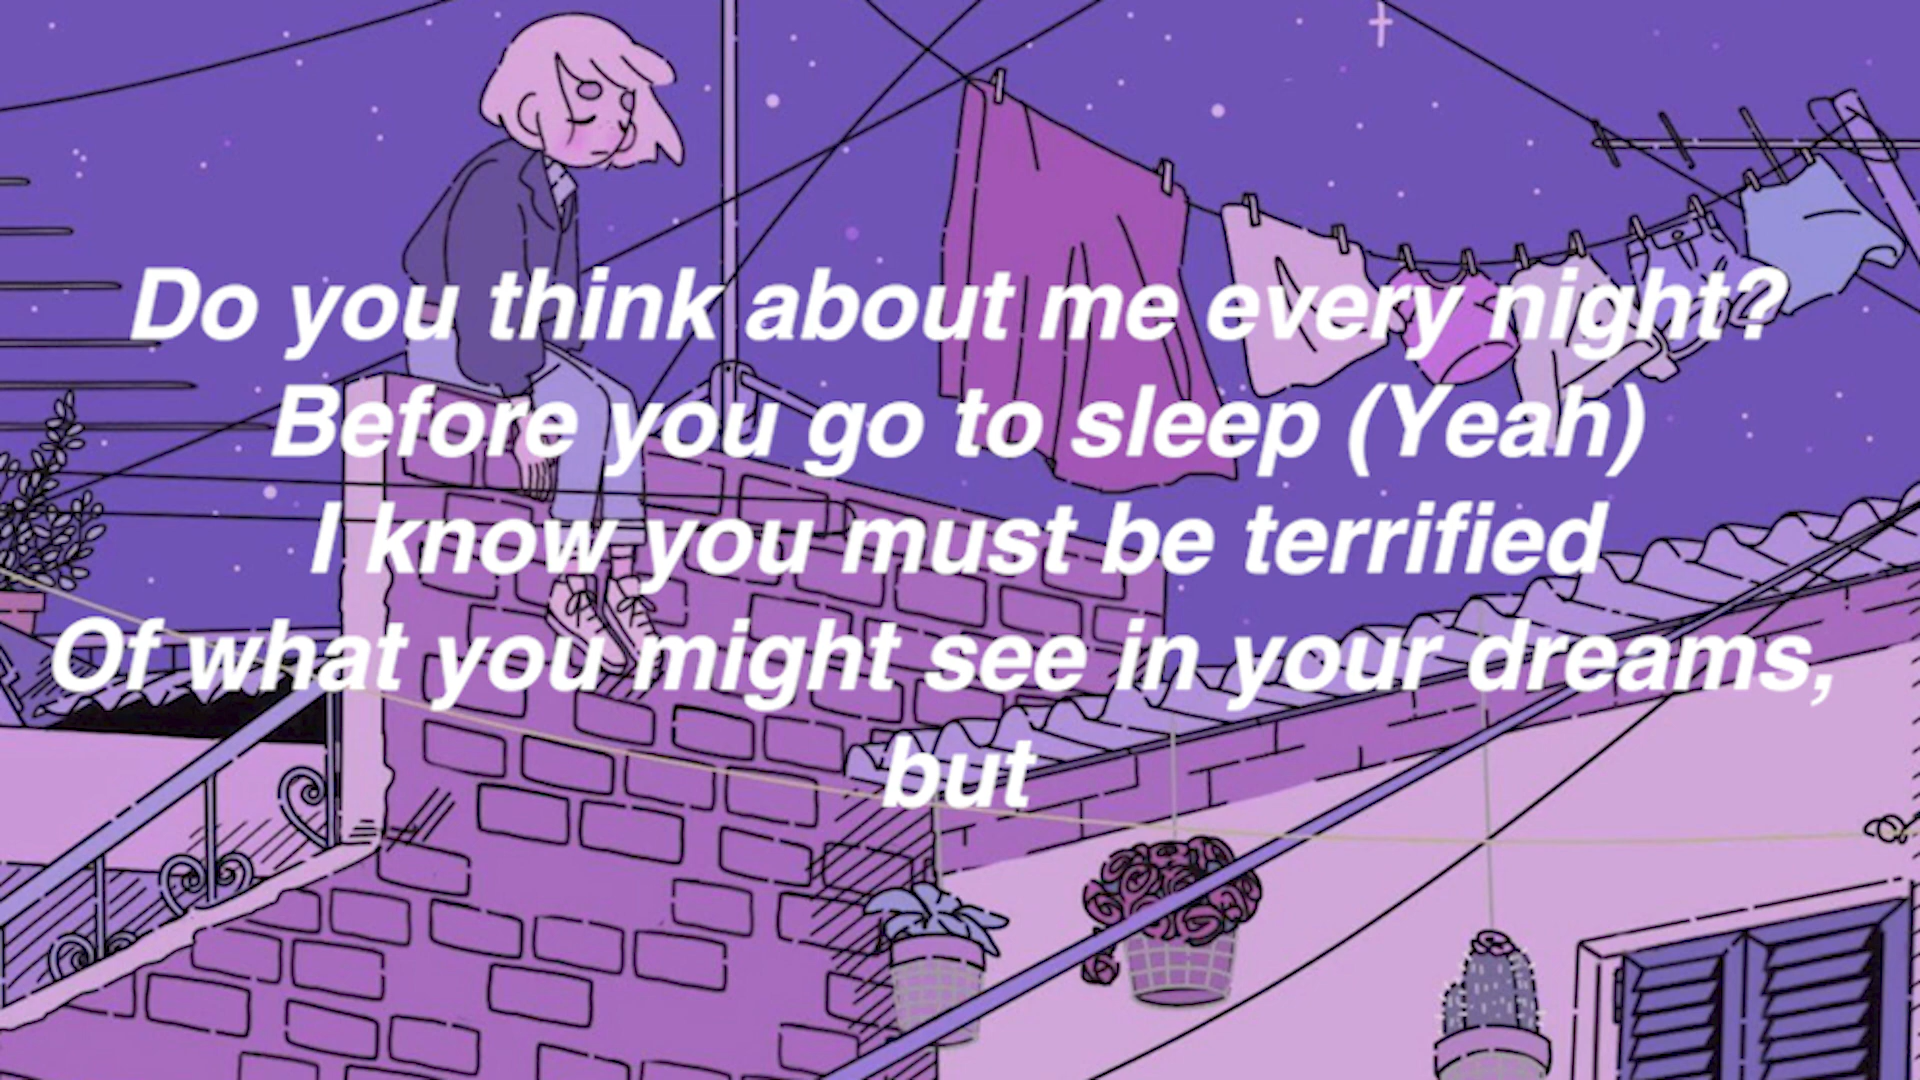 Do you think about me every night?
Before you go to sleep (Yeah)
I know you must be terrified
Of what you might see in your dreams,
but